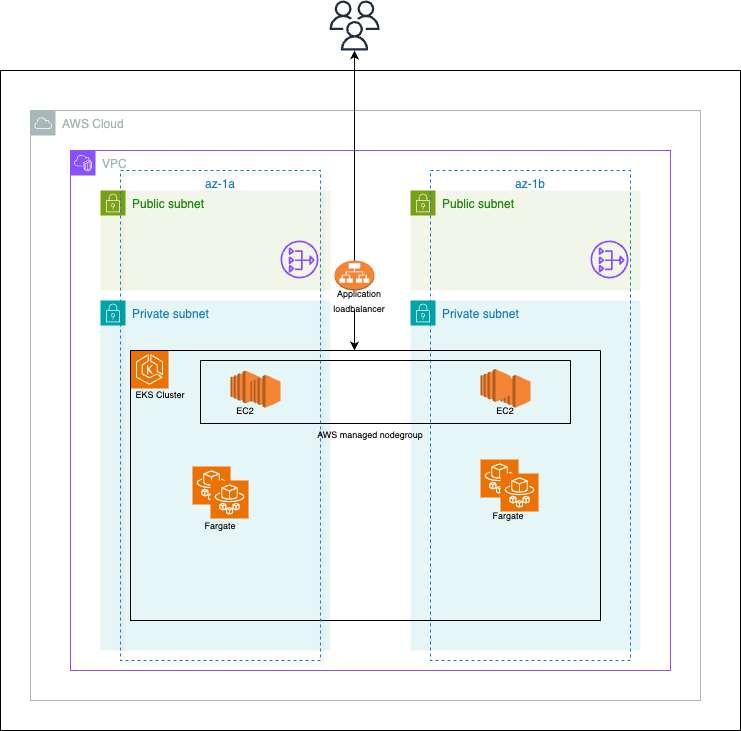 AWS Cloud
VPC
az-1a
az-1b
Public subnet
Public subnet
Application
loadbalancer
Private subnet
Private subnet
K
EKS Cluster
EC2
EC2
AWS managed nodegroup
Fargate
Fargate